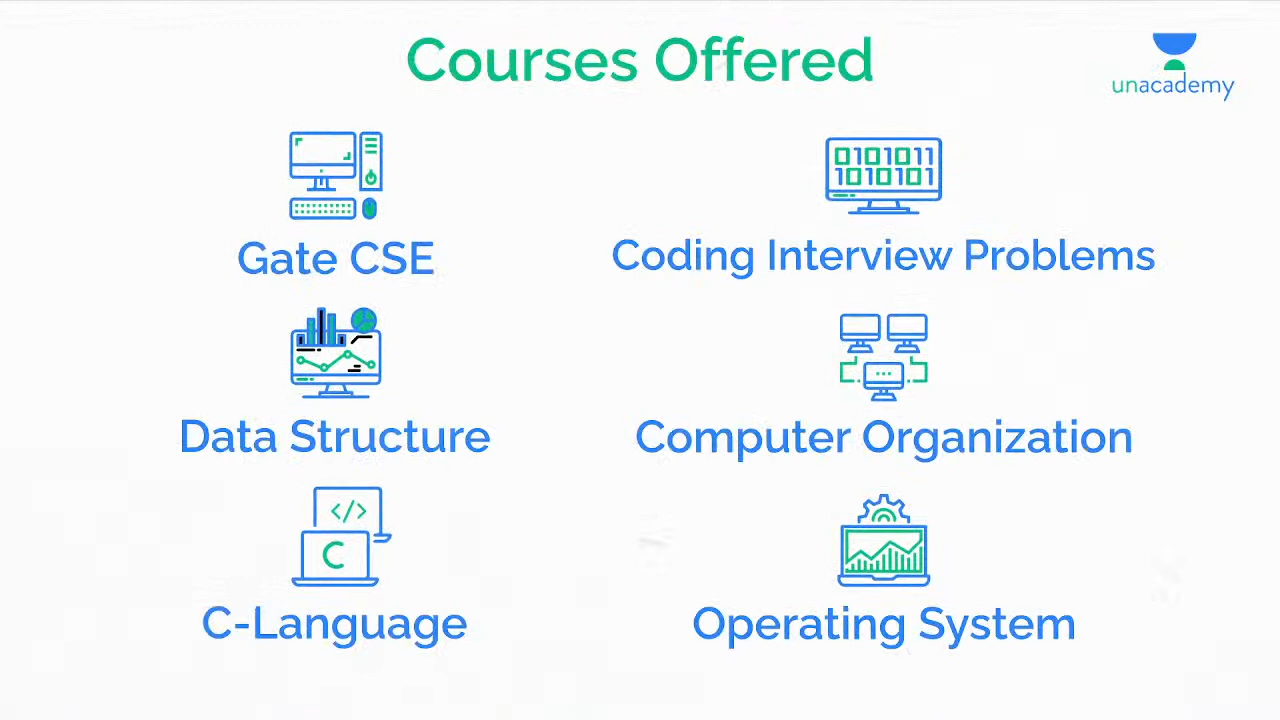 Courses Offered
unacademy
0101011
1010101
Gate CSE
Coding Interview Problems
Data Structure
Computer Organization
</>
C
C-Language
Operating System